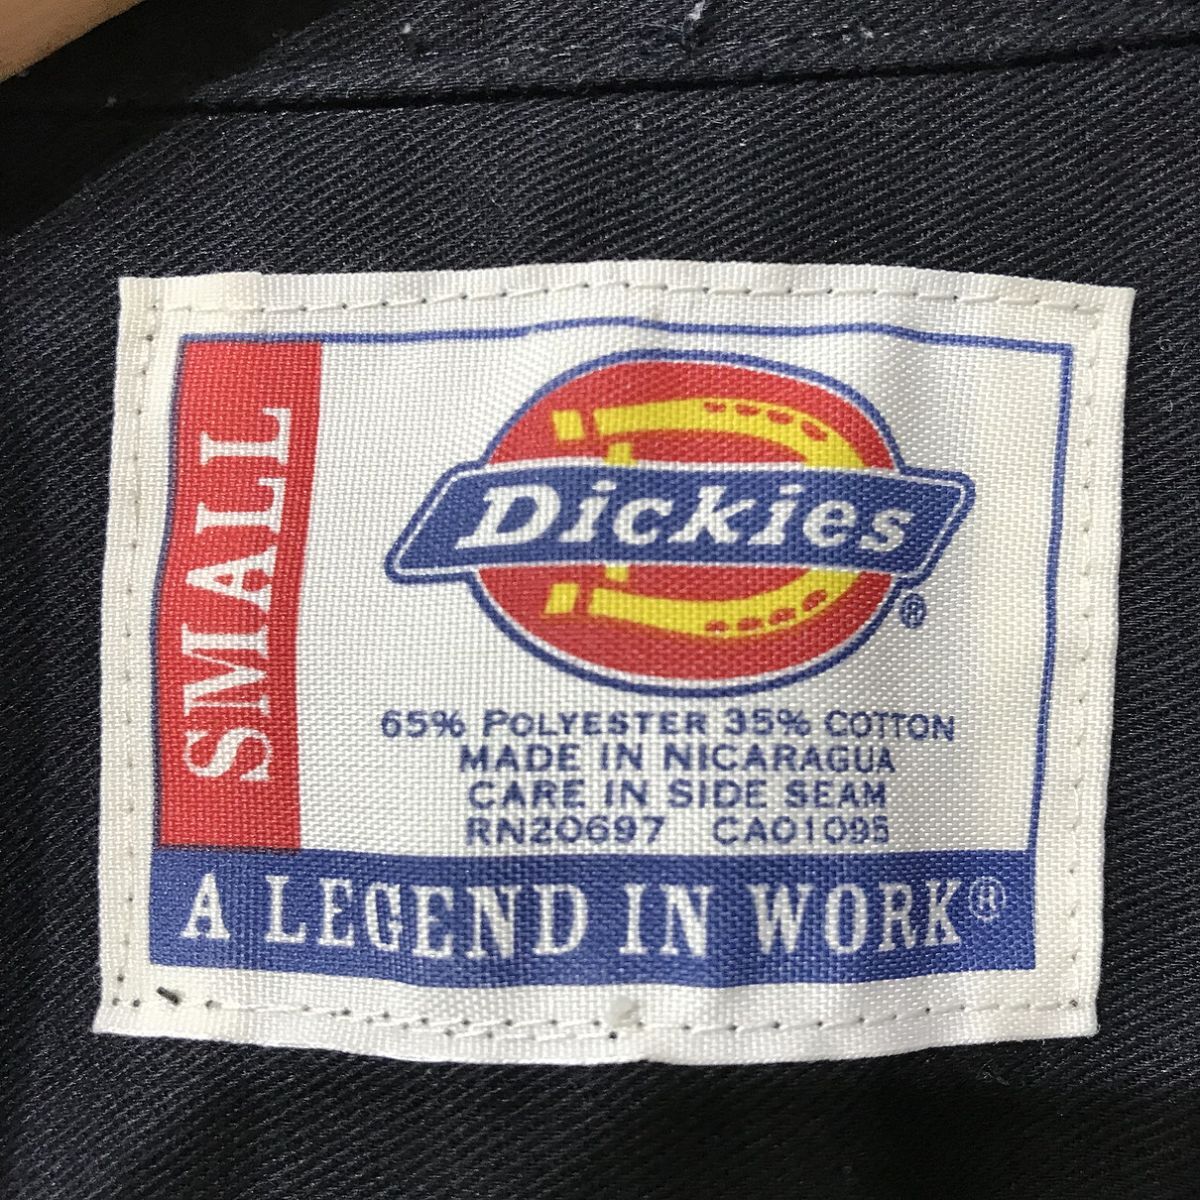 SMALL
Dickies®
65% POLYESTER 35% COTTON
MADE IN NICARAGUA
CARE IN SIDE SEAM
RN20697 CA01095
A LEGEND IN WORK®